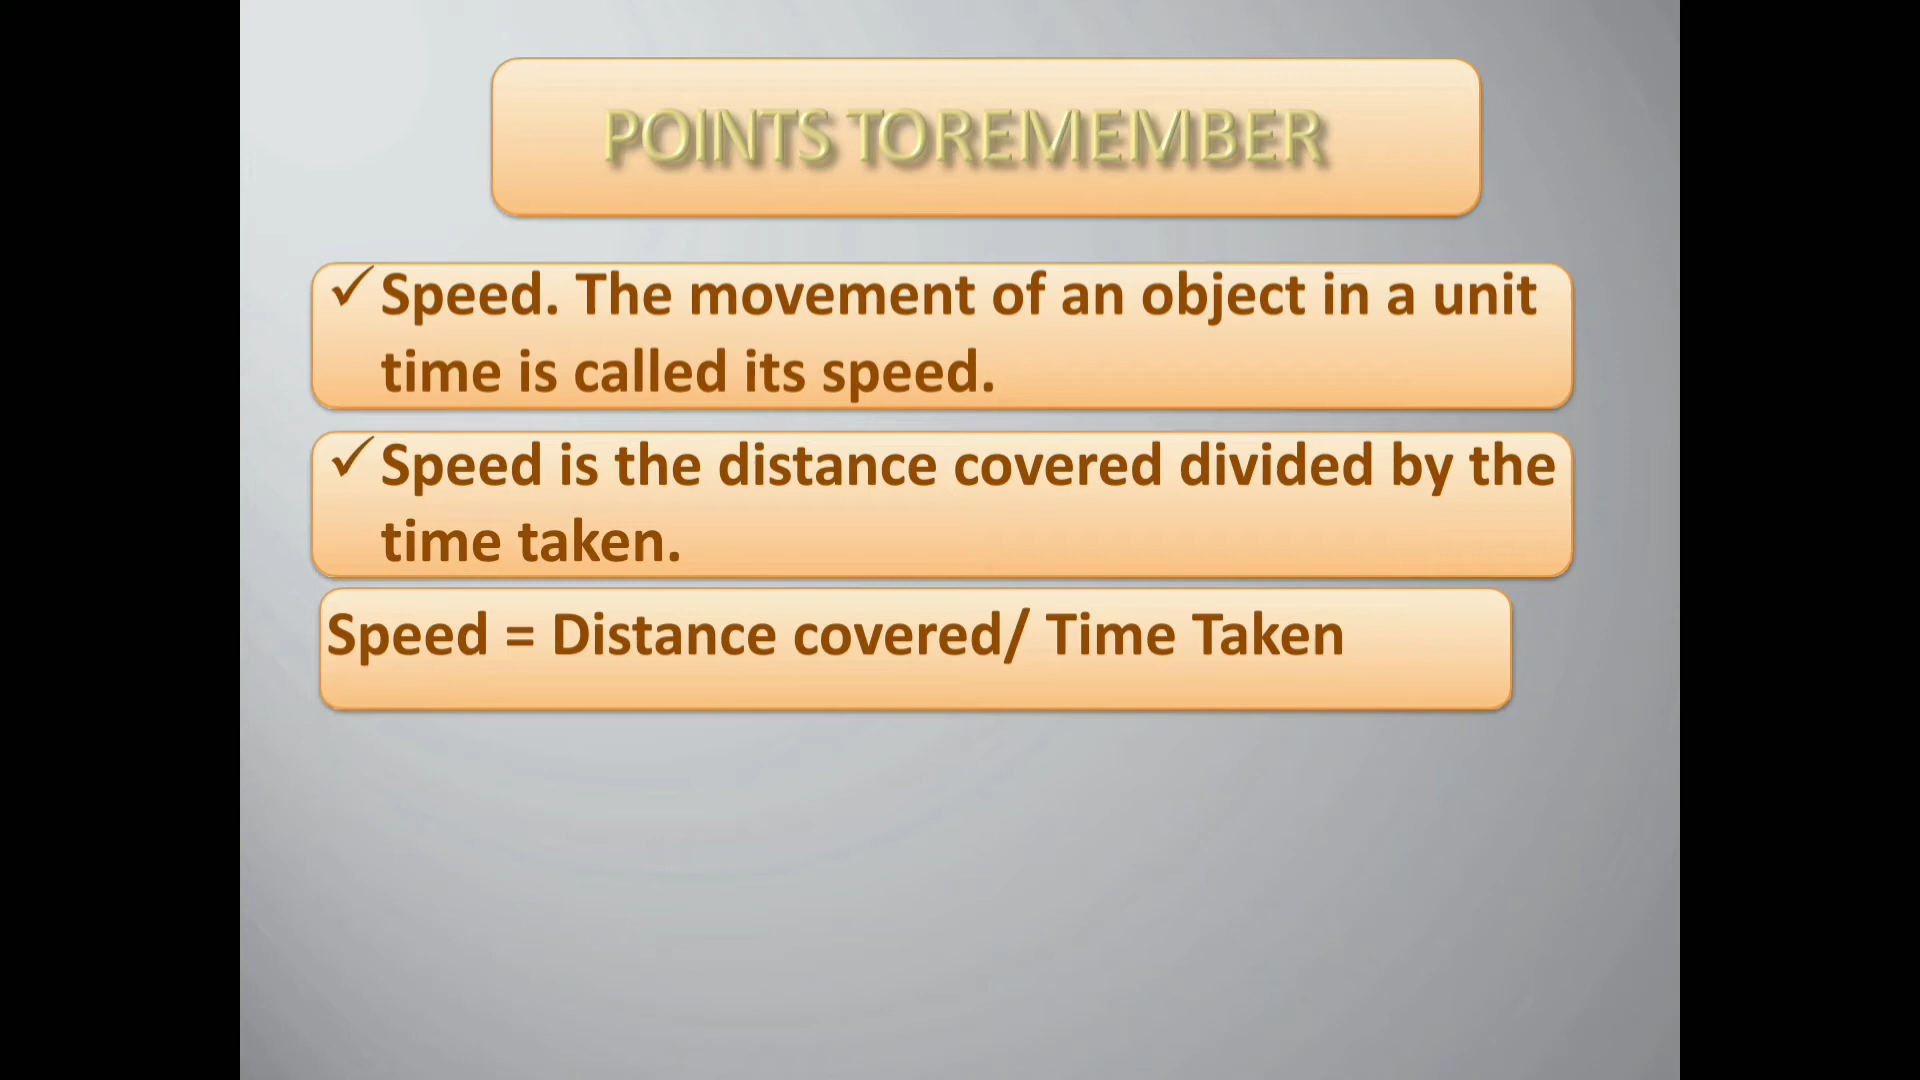 POINTS TOREMEMBER
✓ Speed. The movement of an object in a unit
time is called its speed.
✓ Speed is the distance covered divided by the
time taken.
Speed = Distance covered/ Time Taken